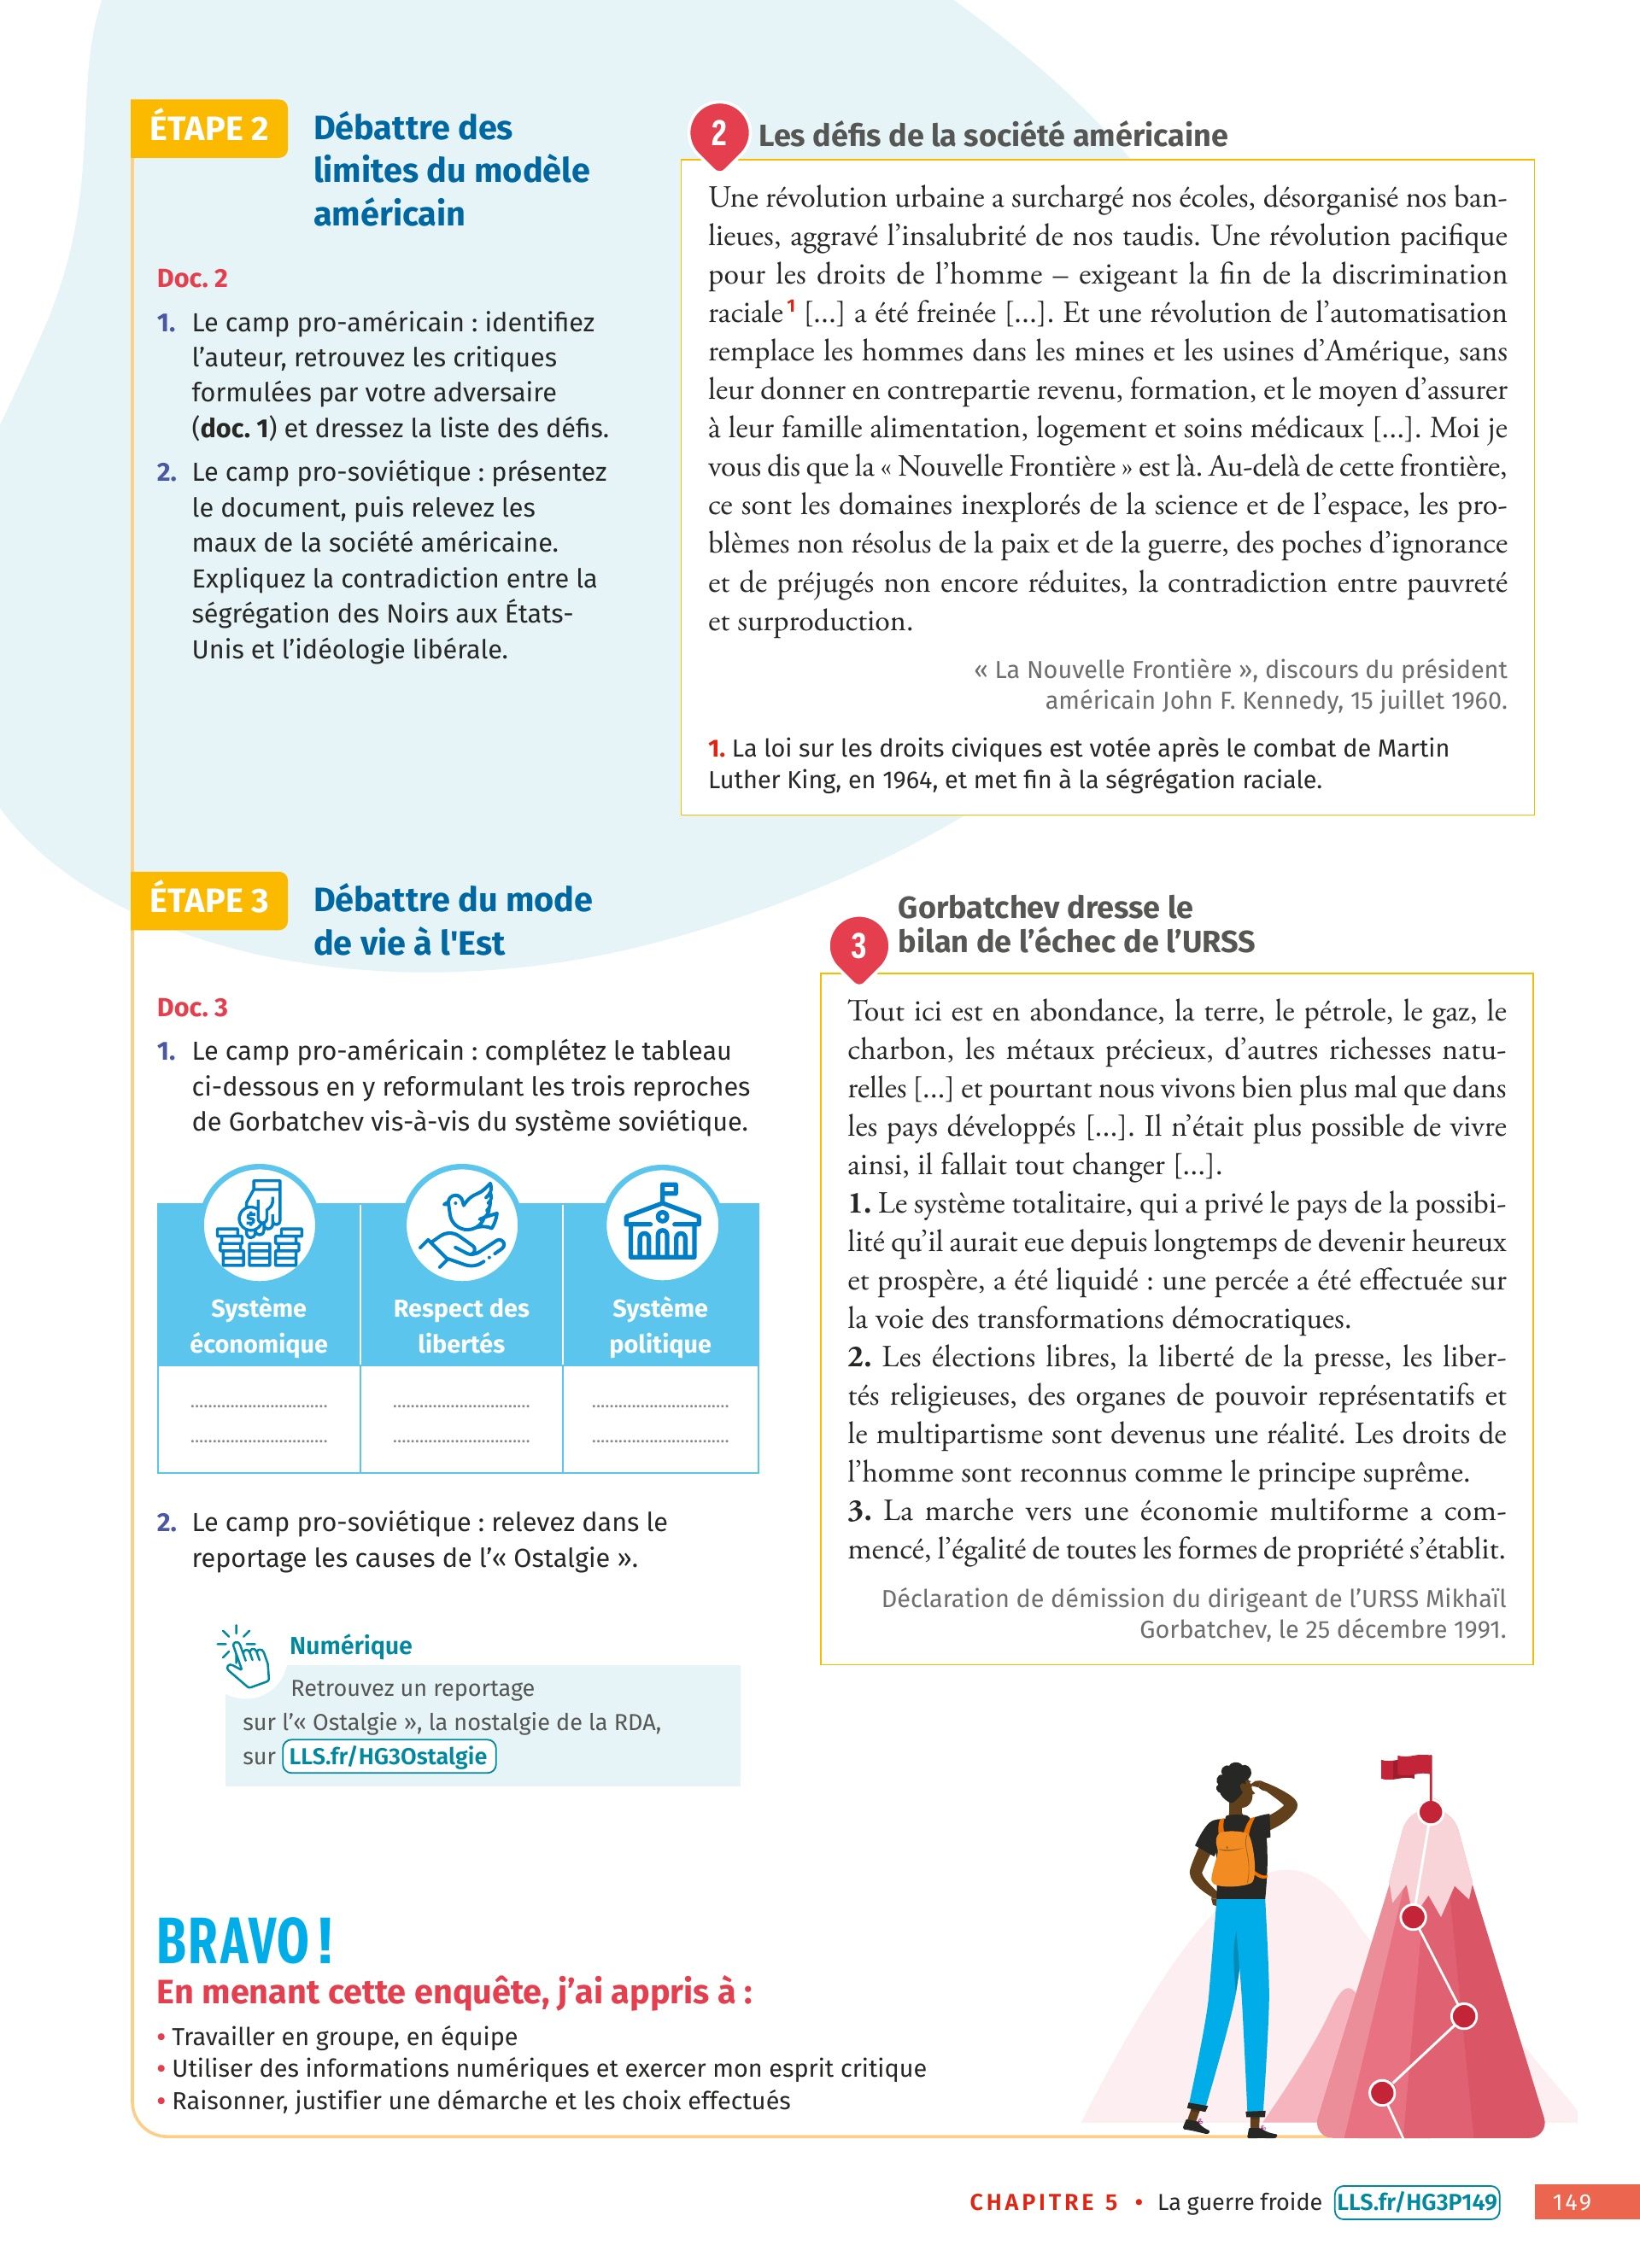 ÉTAPE 2
Débattre des
limites du modèle
américain
Doc. 2
1. Le camp pro-américain : identifiez
l’auteur, retrouvez les critiques
formulées par votre adversaire
(doc. 1) et dressez la liste des défis.
2. Le camp pro-soviétique : présentez
le document, puis relevez les
maux de la société américaine.
Expliquez la contradiction entre la
ségrégation des Noirs aux États-
Unis et l’idéologie libérale.
2 Les défis de la société américaine
Une révolution urbaine a surchargé nos écoles, désorganisé nos ban-
lieues, aggravé l’insalubrité de nos taudis. Une révolution pacifique
pour les droits de l’homme – exigeant la fin de la discrimination
raciale1 [...] a été freinée [...]. Et une révolution de l’automatisation
remplace les hommes dans les mines et les usines d’Amérique, sans
leur donner en contrepartie revenu, formation, et le moyen d’assurer
à leur famille alimentation, logement et soins médicaux [...]. Moi je
vous dis que la « Nouvelle Frontière » est là. Au-delà de cette frontière,
ce sont les domaines inexplorés de la science et de l’espace, les pro-
blèmes non résolus de la paix et de la guerre, des poches d’ignorance
et de préjugés non encore réduites, la contradiction entre pauvreté
et surproduction.
« La Nouvelle Frontière », discours du président
américain John F. Kennedy, 15 juillet 1960.
1. La loi sur les droits civiques est votée après le combat de Martin
Luther King, en 1964, et met fin à la ségrégation raciale.
ÉTAPE 3
Débattre du mode
de vie à l'Est
Doc. 3
1. Le camp pro-américain : complétez le tableau
ci-dessous en y reformulant les trois reproches
de Gorbatchev vis-à-vis du système soviétique.
Système
économique
Respect des
libertés
Système
politique
2. Le camp pro-soviétique : relevez dans le
reportage les causes de l’« Ostalgie ».
Numérique
Retrouvez un reportage
sur l’« Ostalgie », la nostalgie de la RDA,
sur LLS.fr/HG3Ostalgie
3
Gorbatchev dresse le
bilan de l’échec de l’URSS
Tout ici est en abondance, la terre, le pétrole, le gaz, le
charbon, les métaux précieux, d’autres richesses natu-
relles [...] et pourtant nous vivons bien plus mal que dans
les pays développés [...]. Il n’était plus possible de vivre
ainsi, il fallait tout changer [...].
1. Le système totalitaire, qui a privé le pays de la possibi-
lité qu’il aurait eue depuis longtemps de devenir heureux
et prospère, a été liquidé : une percée a été effectuée sur
la voie des transformations démocratiques.
2. Les élections libres, la liberté de la presse, les liber-
tés religieuses, des organes de pouvoir représentatifs et
le multipartisme sont devenus une réalité. Les droits de
l’homme sont reconnus comme le principe suprême.
3. La marche vers une économie multiforme a com-
mencé, l’égalité de toutes les formes de propriété s’établit.
Déclaration de démission du dirigeant de l’URSS Mikhaïl
Gorbatchev, le 25 décembre 1991.
BRAVO !
En menant cette enquête, j’ai appris à :
• Travailler en groupe, en équipe
• Utiliser des informations numériques et exercer mon esprit critique
• Raisonner, justifier une démarche et les choix effectués
CHAPITRE 5 • La guerre froide LLS.fr/HG3P149 149